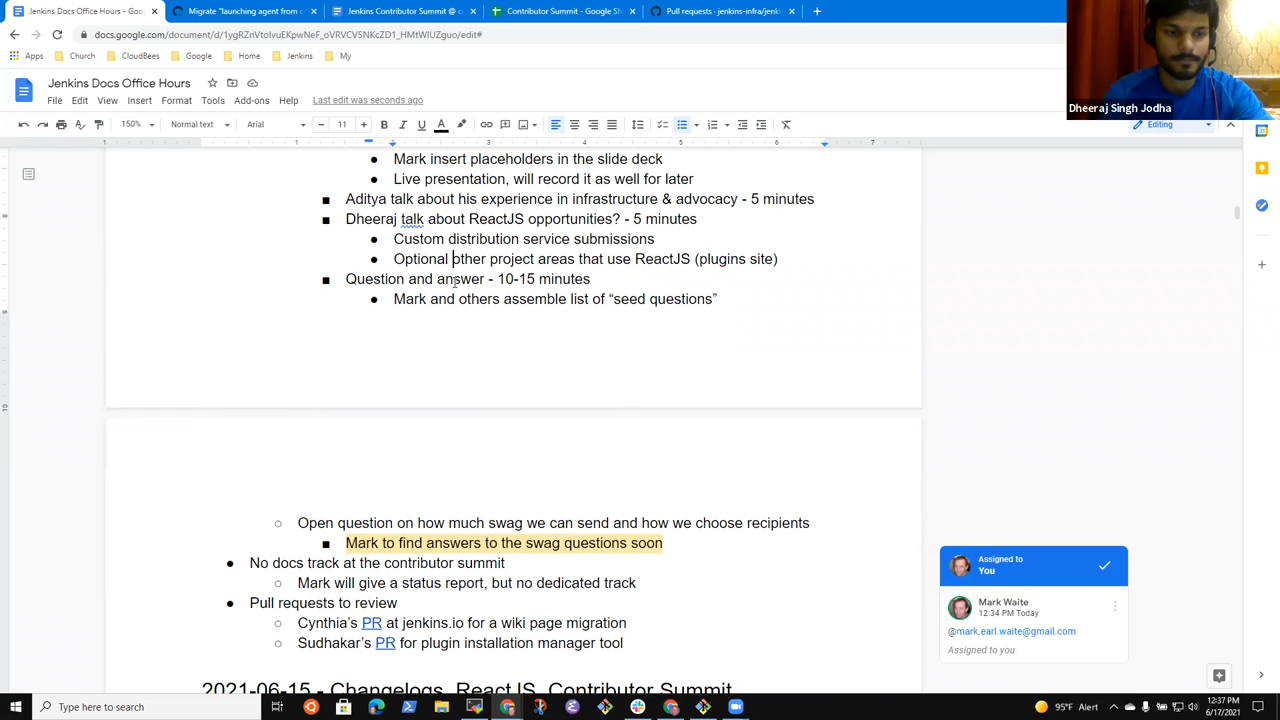 Jenkins Docs Office Hours - Goo
Migrate "launching agent from c
Jenkins Contributor Summit @ c
Contributor Summit - Google Sh
Pull requests - jenkins-infra/jenk
docs.google.com/document/d/1ygRZnVtoIvuEKpwNeF_oVRVCV5NKcZD1_HMtWIUZguo/edit#
Apps
Church
CloudBees
Google
Home
Jenkins
My
Jenkins Docs Office Hours
File Edit View Insert Format Tools Add-ons Help Last edit was seconds ago
Dheeraj Singh Jodha
150% Normal text Arial 11 Editing
1 3 4 5 6 7
Mark insert placeholders in the slide deck
Live presentation, will record it as well for later
Aditya talk about his experience in infrastructure & advocacy - 5 minutes
Dheeraj talk about ReactJS opportunities? - 5 minutes
Custom distribution service submissions
Optional other project areas that use ReactJS (plugins site)
Question and answer - 10-15 minutes
Mark and others assemble list of “seed questions”
Open question on how much swag we can send and how we choose recipients
Mark to find answers to the swag questions soon
No docs track at the contributor summit
Mark will give a status report, but no dedicated track
Pull requests to review
Cynthia’s PR at jenkins.io for a wiki page migration
Sudhakar’s PR for plugin installation manager tool
2021-06-15 - Changelogs, ReactJS, Contributor Summit
Assigned to
You
Mark Waite
12:34 PM Today
@mark.earl.waite@gmail.com
Assigned to you
Type here to search
95°F Alert
12:37 PM
6/17/2021